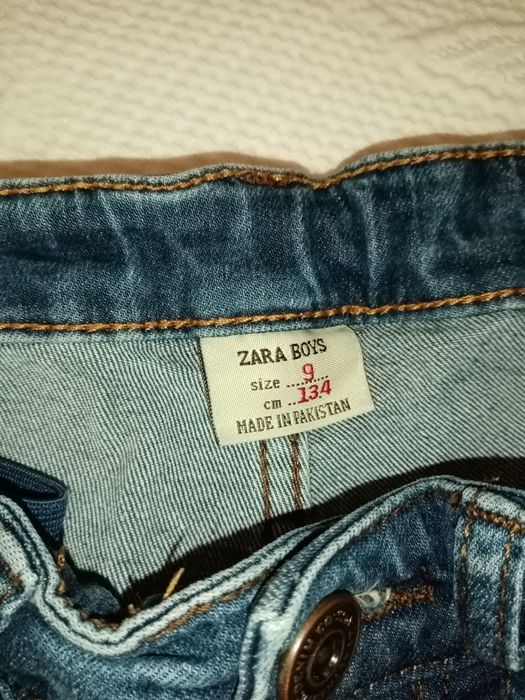 ZARA BOYS
size ....9....
cm ..134
MADE IN PAKISTAN